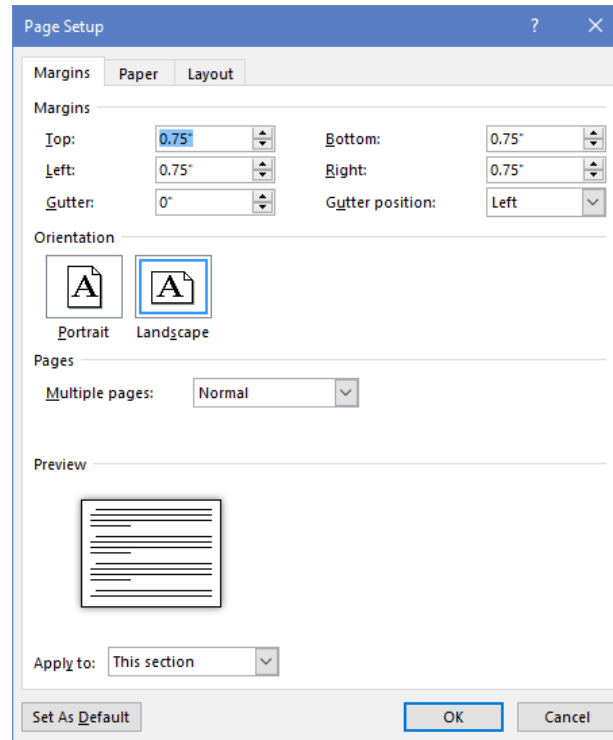 Page Setup ? ×
Margins Paper Layout
Margins
Top: 0.75" Bottom: 0.75"
Left: 0.75" Right: 0.75"
Gutter: 0" Gutter position: Left
Orientation
A A
Portrait Landscape
Pages
Multiple pages: Normal
Preview
Apply to: This section
Set As Default OK Cancel